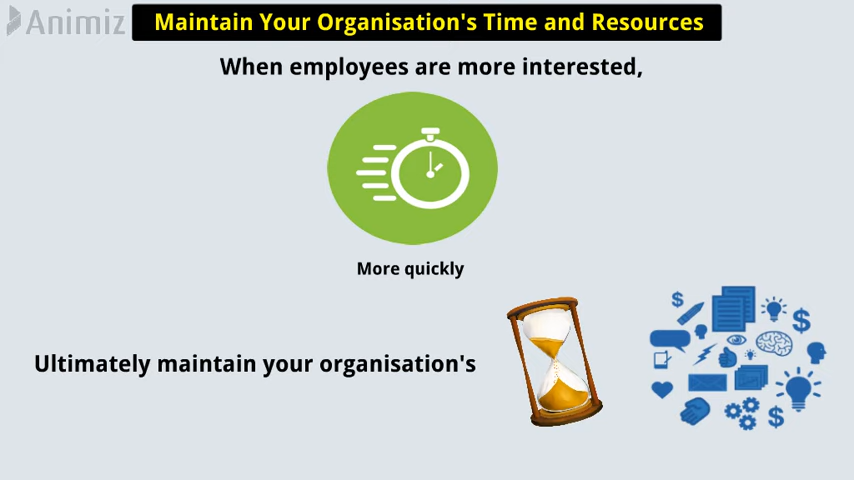 Animiz
Maintain Your Organisation's Time and Resources
When employees are more interested,
More quickly
Ultimately maintain your organisation's